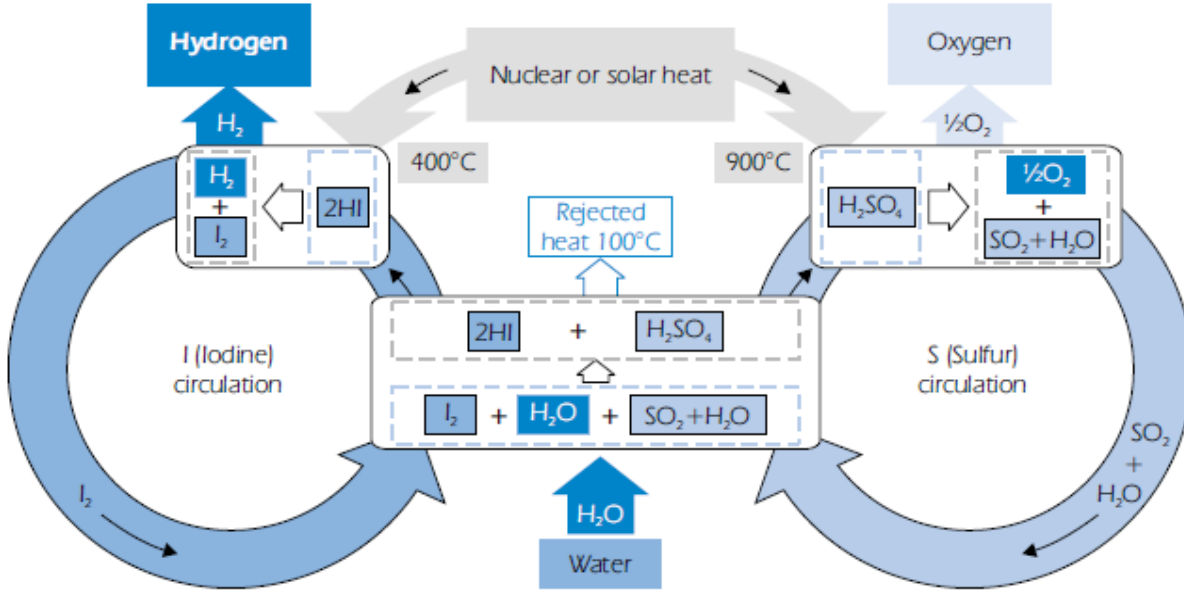 Hydrogen
Nuclear or solar heat
Oxygen
H₂
½O₂
400°C
900°C
H₂
+
I₂
2HI
H₂SO₄
½O₂
+
SO₂+H₂O
Rejected
heat 100°C
2HI + H₂SO₄
I₂ + H₂O + SO₂+H₂O
I (Iodine)
circulation
S (Sulfur)
circulation
I₂
SO₂
+
H₂O
H₂O
Water